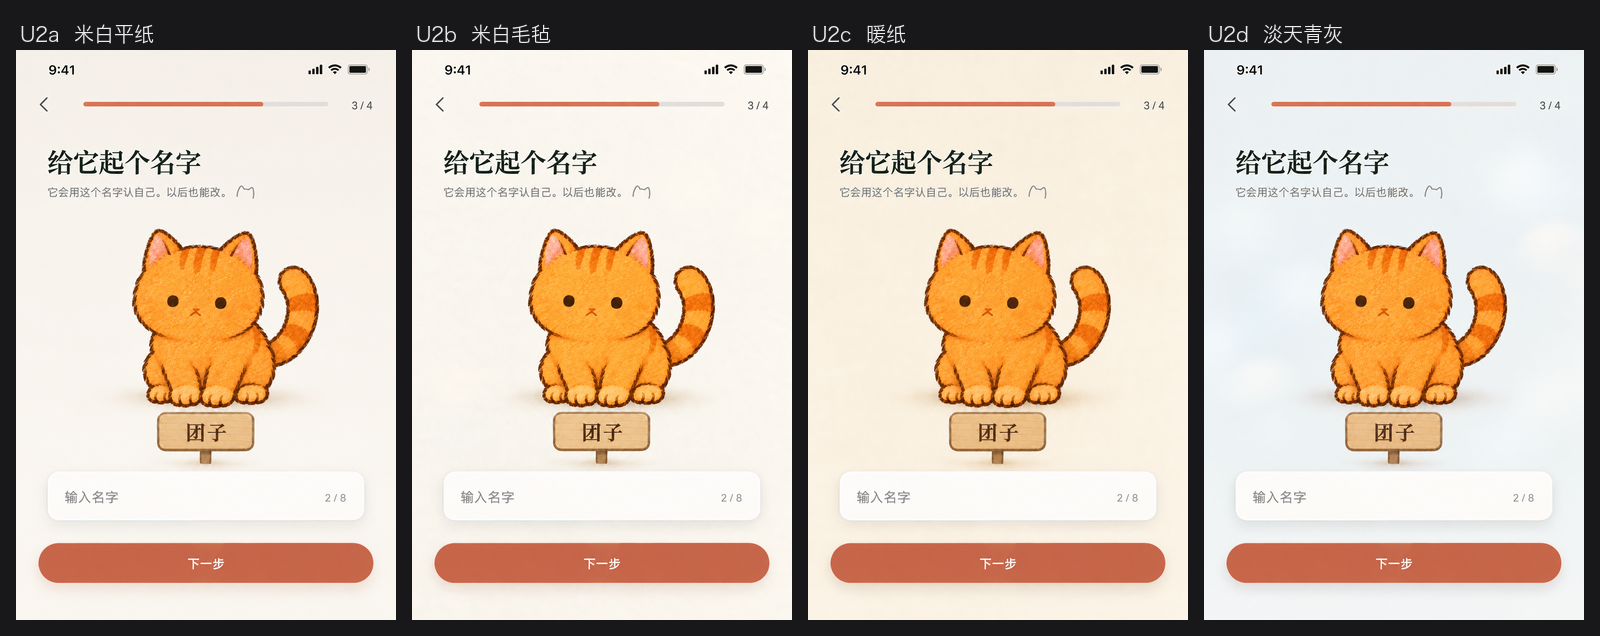 U2a 米白平纸
9:41
3 / 4
给它起个名字
它会用这个名字认自己。以后也能改。
团子
输入名字 2 / 8
下一步
U2b 米白毛毡
9:41
3 / 4
给它起个名字
它会用这个名字认自己。以后也能改。
团子
输入名字 2 / 8
下一步
U2c 暖纸
9:41
3 / 4
给它起个名字
它会用这个名字认自己。以后也能改。
团子
输入名字 2 / 8
下一步
U2d 淡天青灰
9:41
3 / 4
给它起个名字
它会用这个名字认自己。以后也能改。
团子
输入名字 2 / 8
下一步